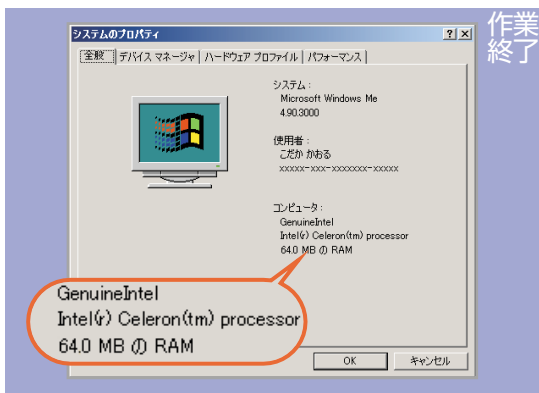 システムのプロパティ
作業
終了
全般 デバイス マネージャ ハードウェア プロファイル パフォーマンス
システム:
Microsoft Windows Me
4.90.3000
使用者:
こだか かおる
xxxxx-xxx-xxxxxxx-xxxxx
コンピュータ:
GenuineIntel
Intel(r) Celeron(tm) processor
64.0 MB の RAM
GenuineIntel
Intel(r) Celeron(tm) processor
64.0 MB の RAM
OK キャンセル